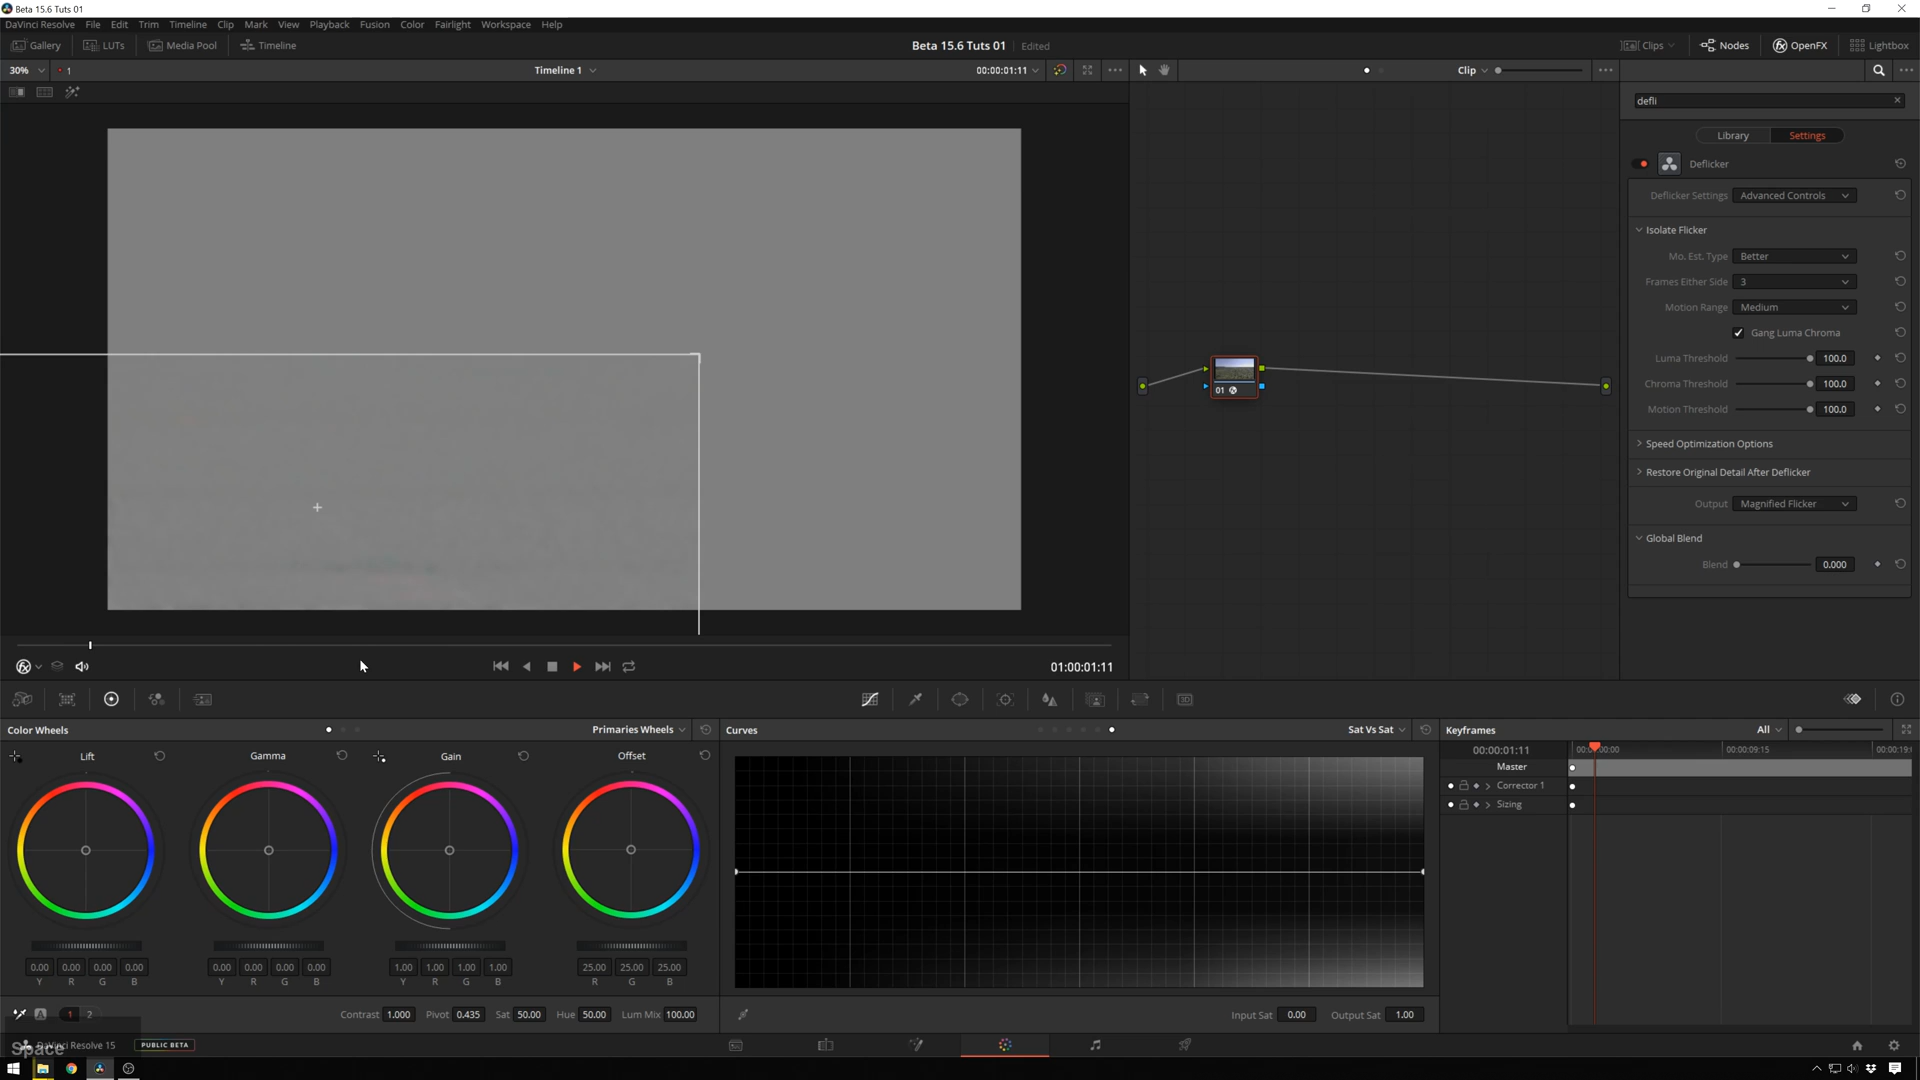 Beta 15.6 Tuts 01
DaVinci Resolve File Edit Trim Timeline Clip Mark View Playback Fusion Color Fairlight Workspace Help
Gallery LUTs Media Pool Timeline Beta 15.6 Tuts 01 Edited Clips Nodes OpenFX Lightbox
30% 1 Timeline 1 00:00:01:11 Clip
defli
Library Settings
Deflicker
Deflicker Settings Advanced Controls
Isolate Flicker
Mo. Est. Type Better
Frames Either Side 3
Motion Range Medium
Gang Luma Chroma
Luma Threshold 100.0
Chroma Threshold 100.0
Motion Threshold 100.0
Speed Optimization Options
Restore Original Detail After Deflicker
Output Magnified Flicker
Global Blend
Blend 0.000
01
01:00:01:11
Color Wheels Primaries Wheels Curves Sat Vs Sat Keyframes All
Lift Gamma Gain Offset
00:00:01:11 00:00:09:15
Master
Corrector 1
Sizing
0.00 0.00 0.00 0.00 0.00 0.00 0.00 0.00 1.00 1.00 1.00 1.00 25.00 25.00 25.00
Y R G B Y R G B Y R G B R G B
A 1 2 Contrast 1.000 Pivot 0.435 Sat 50.00 Hue 50.00 Lum Mix 100.00 Input Sat 0.00 Output Sat 1.00
DaVinci Resolve 15 PUBLIC BETA
Space